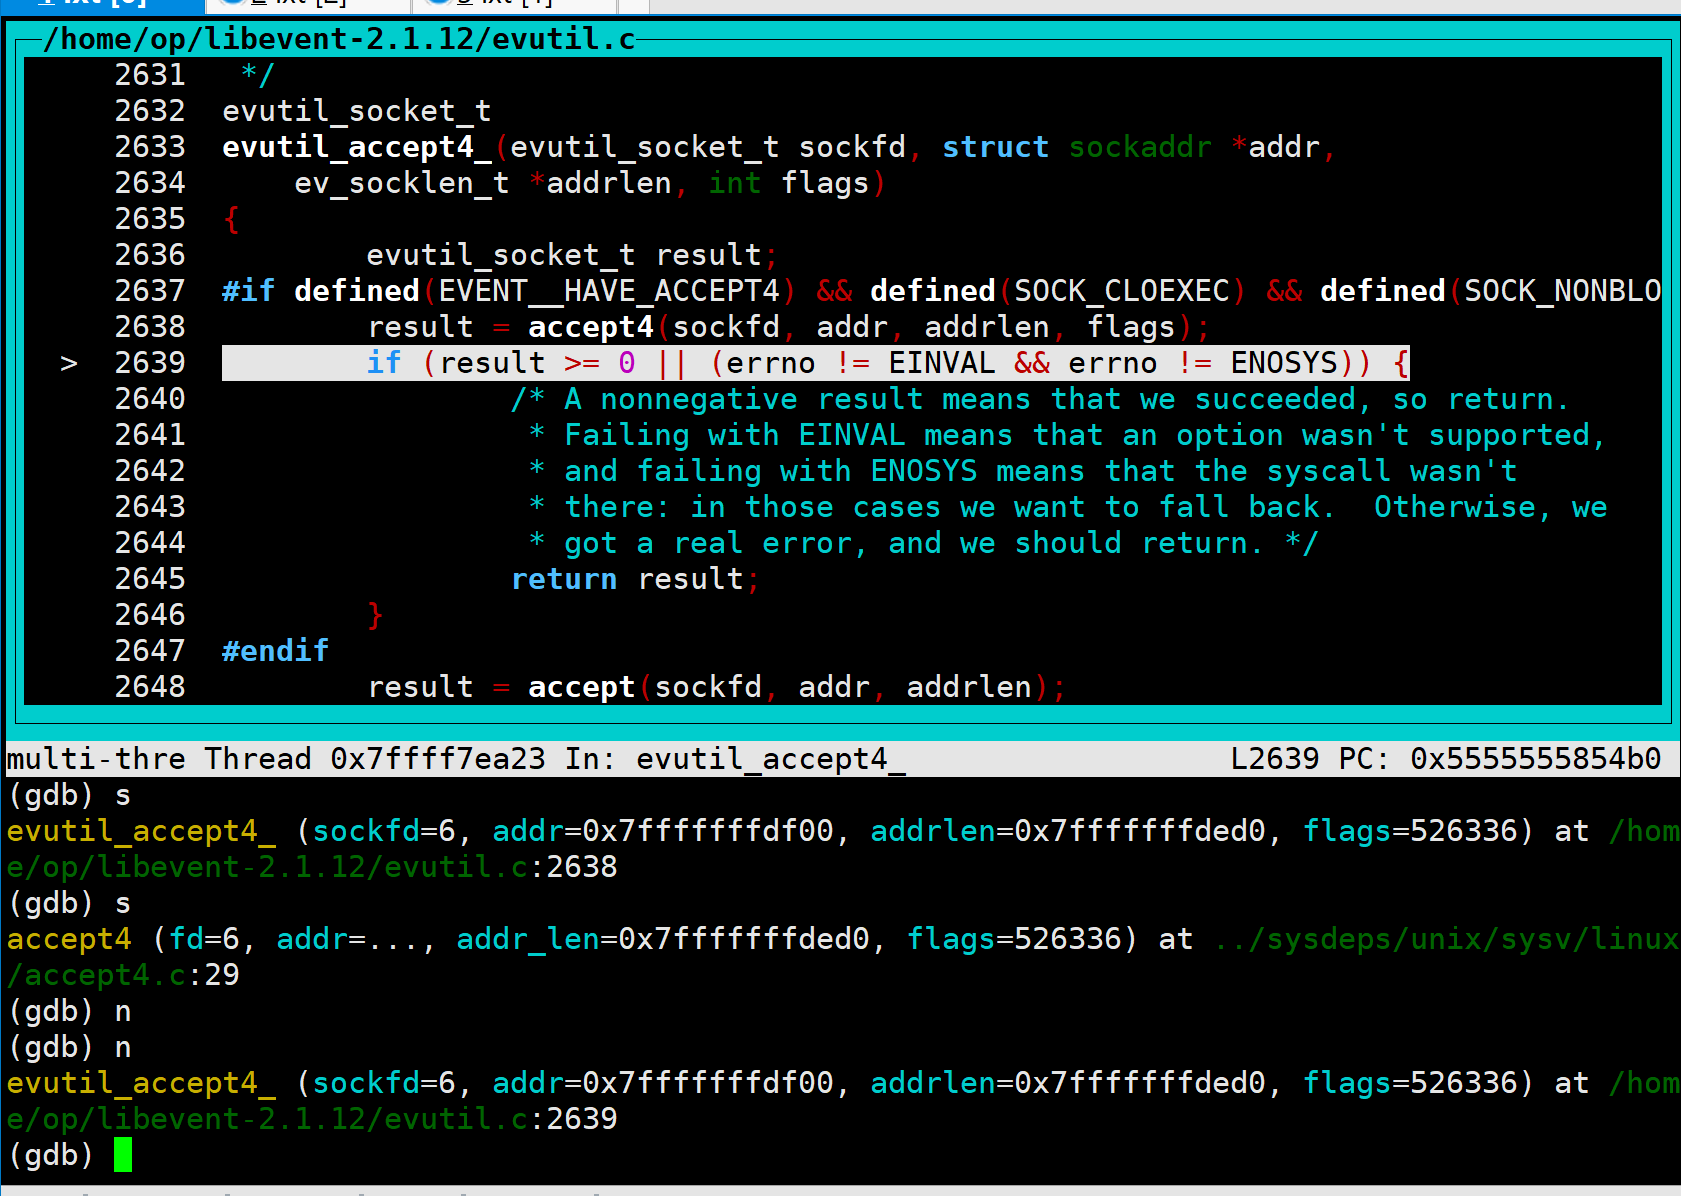 /home/op/libevent-2.1.12/evutil.c
2631 */
2632 evutil_socket_t
2633 evutil_accept4_(evutil_socket_t sockfd, struct sockaddr *addr,
2634 ev_socklen_t *addrlen, int flags)
2635 {
2636 evutil_socket_t result;
2637 #if defined(EVENT__HAVE_ACCEPT4) && defined(SOCK_CLOEXEC) && defined(SOCK_NONBLO
2638 result = accept4(sockfd, addr, addrlen, flags);
> 2639 if (result >= 0 || (errno != EINVAL && errno != ENOSYS)) {
2640 /* A nonnegative result means that we succeeded, so return.
2641 * Failing with EINVAL means that an option wasn't supported,
2642 * and failing with ENOSYS means that the syscall wasn't
2643 * there: in those cases we want to fall back.  Otherwise, we
2644 * got a real error, and we should return. */
2645 return result;
2646 }
2647 #endif
2648 result = accept(sockfd, addr, addrlen);
multi-thre Thread 0x7ffff7ea23 In: evutil_accept4_ L2639 PC: 0x5555555854b0
(gdb) s
evutil_accept4_ (sockfd=6, addr=0x7fffffffdf00, addrlen=0x7fffffffded0, flags=526336) at /hom
e/op/libevent-2.1.12/evutil.c:2638
(gdb) s
accept4 (fd=6, addr=..., addr_len=0x7fffffffded0, flags=526336) at ../sysdeps/unix/sysv/linux
/accept4.c:29
(gdb) n
(gdb) n
evutil_accept4_ (sockfd=6, addr=0x7fffffffdf00, addrlen=0x7fffffffded0, flags=526336) at /hom
e/op/libevent-2.1.12/evutil.c:2639
(gdb)